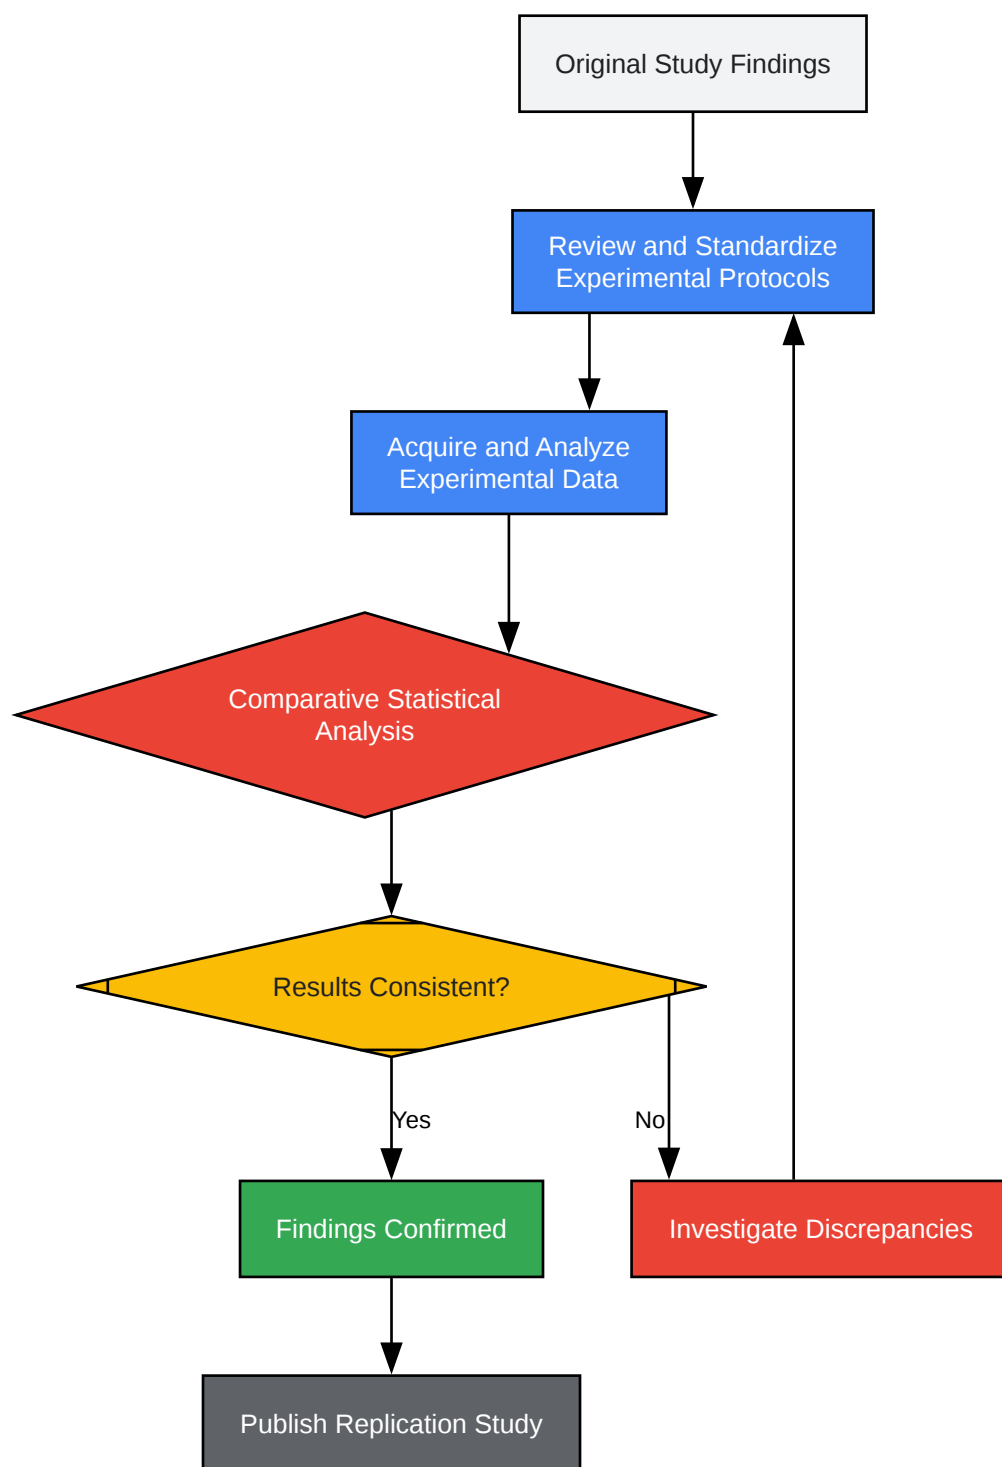 Original Study Findings
Review and Standardize
Experimental Protocols
Acquire and Analyze
Experimental Data
Comparative Statistical
Analysis
Results Consistent?
Yes
No
Findings Confirmed
Investigate Discrepancies
Publish Replication Study